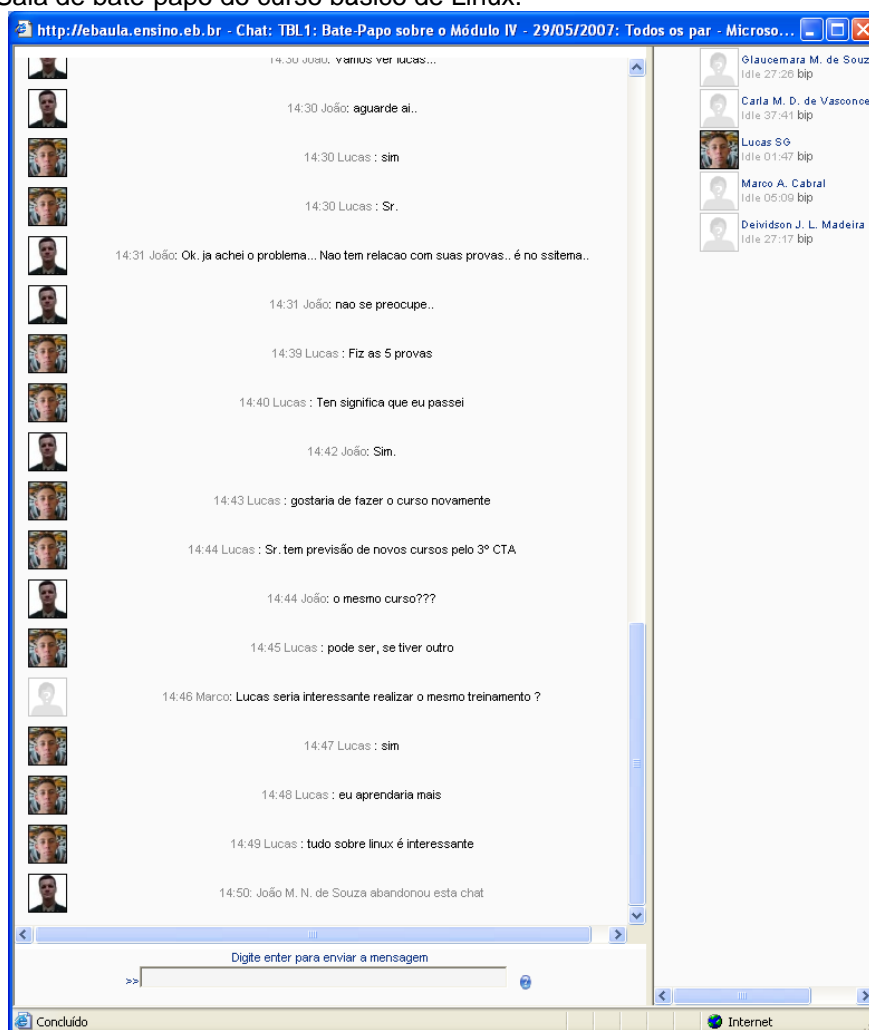 Sala de bate-papo do curso básico de Linux.
http://ebaula.ensino.eb.br - Chat: TBL1: Bate-Papo sobre o Módulo IV - 29/05/2007: Todos os par - Microso...
14:30 João: Vamos ver lucas...
14:30 João: aguarde ai..
14:30 Lucas : sim
14:30 Lucas : Sr.
14:31 João: Ok. ja achei o problema... Nao tem relacao com suas provas.. é no ssitema..
14:31 João: nao se preocupe..
14:39 Lucas : Fiz as 5 provas
14:40 Lucas : Ten significa que eu passei
14:42 João: Sim.
14:43 Lucas : gostaria de fazer o curso novamente
14:44 Lucas : Sr. tem previsão de novos cursos pelo 3º CTA
14:44 João: o mesmo curso???
14:45 Lucas : pode ser, se tiver outro
14:46 Marco: Lucas seria interessante realizar o mesmo treinamento ?
14:47 Lucas : sim
14:48 Lucas : eu aprendaria mais
14:49 Lucas : tudo sobre linux é interessante
14:50: João M. N. de Souza abandonou esta chat
Digite enter para enviar a mensagem
>>
Glaucemara M. de Souz
Idle 27:26 bip
Carla M. D. de Vasconce
Idle 37:41 bip
Lucas SG
Idle 01:47 bip
Marco A. Cabral
Idle 05:09 bip
Deividson J. L. Madeira
Idle 27:17 bip
Concluído
Internet